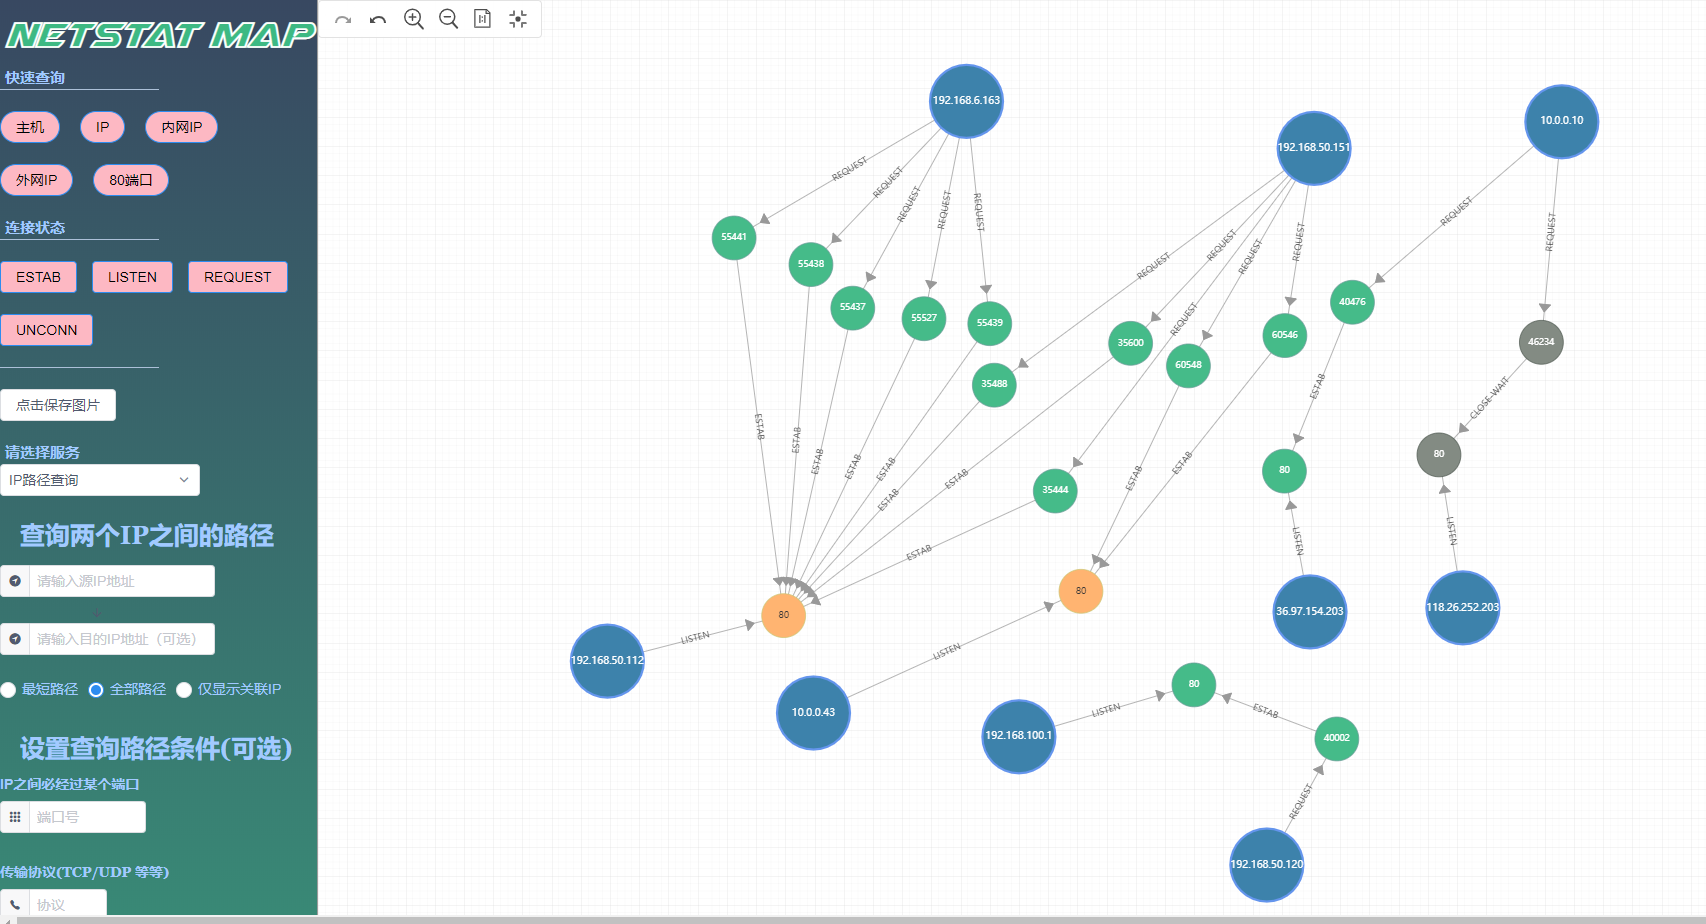 NETSTAT MAP
快速查询
主机
IP
内网IP
外网IP
80端口
连接状态
ESTAB
LISTEN
REQUEST
UNCONN
点击保存图片
请选择服务
IP路径查询
查询两个IP之间的路径
请输入源IP地址
请输入目的IP地址（可选）
最短路径
全部路径
仅显示关联IP
设置查询路径条件(可选)
IP之间必经过某个端口
端口号
传输协议(TCP/UDP 等等)
协议
1:1
192.168.6.163
192.168.50.151
10.0.0.10
REQUEST
REQUEST
REQUEST
REQUEST
REQUEST
REQUEST
REQUEST
REQUEST
REQUEST
REQUEST
REQUEST
REQUEST
55441
55438
55437
55527
55439
35488
35600
60548
60546
40476
46234
ESTAB
ESTAB
ESTAB
ESTAB
ESTAB
ESTAB
ESTAB
ESTAB
ESTAB
ESTAB
ESTAB
CLOSE-WAIT
35444
80
80
LISTEN
LISTEN
80
80
36.97.154.203
118.26.252.203
192.168.50.112
LISTEN
LISTEN
10.0.0.43
192.168.100.1
LISTEN
80
ESTAB
40002
REQUEST
192.168.50.120